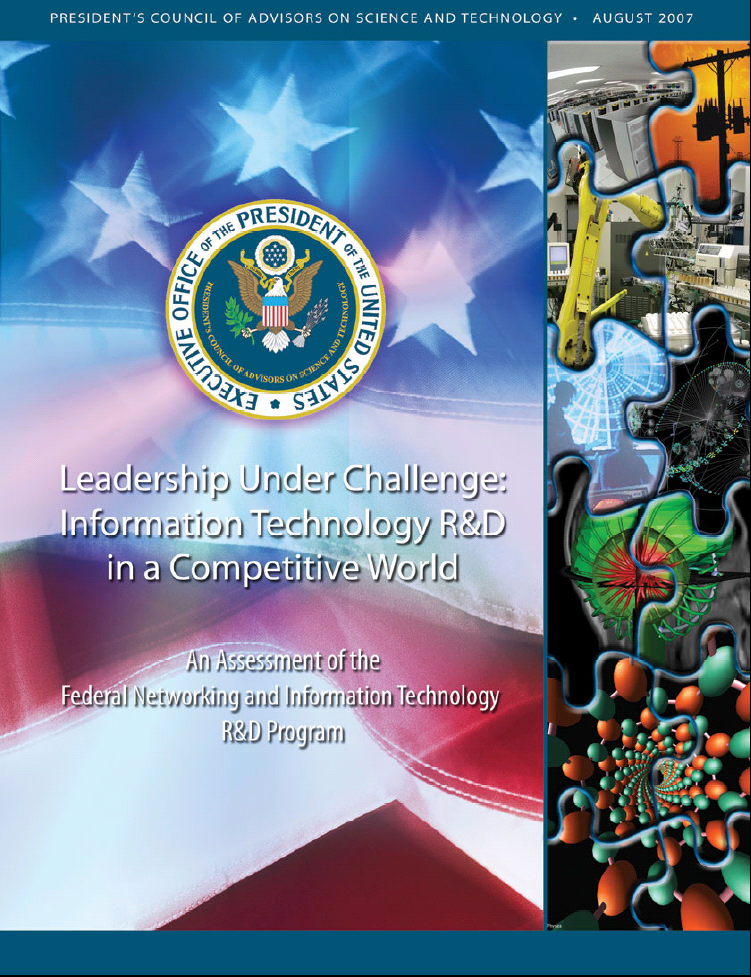 PRESIDENT'S COUNCIL OF ADVISORS ON SCIENCE AND TECHNOLOGY • AUGUST 2007
EXECUTIVE OFFICE OF THE PRESIDENT OF THE UNITED STATES
PRESIDENT'S COUNCIL OF ADVISORS ON SCIENCE AND TECHNOLOGY
Leadership Under Challenge:
Information Technology R&D
in a Competitive World
An Assessment of the
Federal Networking and Information Technology
R&D Program